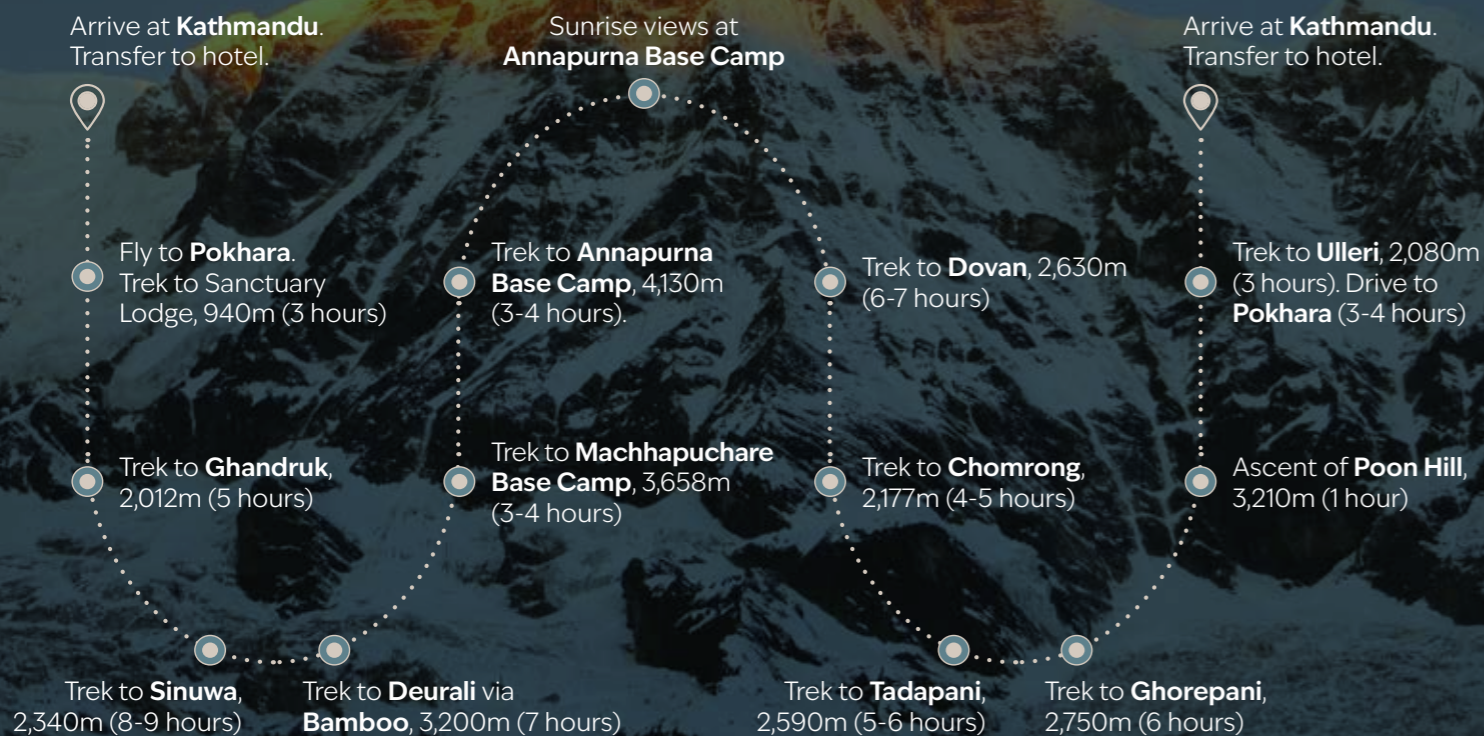 Arrive at Kathmandu.
Transfer to hotel.
Fly to Pokhara.
Trek to Sanctuary
Lodge, 940m (3 hours)
Trek to Ghandruk,
2,012m (5 hours)
Trek to Sinuwa,
2,340m (8-9 hours)
Trek to Deurali via
Bamboo, 3,200m (7 hours)
Trek to Machhapuchare
Base Camp, 3,658m
(3-4 hours)
Trek to Annapurna
Base Camp, 4,130m
(3-4 hours).
Sunrise views at
Annapurna Base Camp
Trek to Dovan, 2,630m
(6-7 hours)
Trek to Chomrong,
2,177m (4-5 hours)
Trek to Tadapani,
2,590m (5-6 hours)
Trek to Ghorepani,
2,750m (6 hours)
Ascent of Poon Hill,
3,210m (1 hour)
Trek to Ulleri, 2,080m
(3 hours). Drive to
Pokhara (3-4 hours)
Arrive at Kathmandu.
Transfer to hotel.